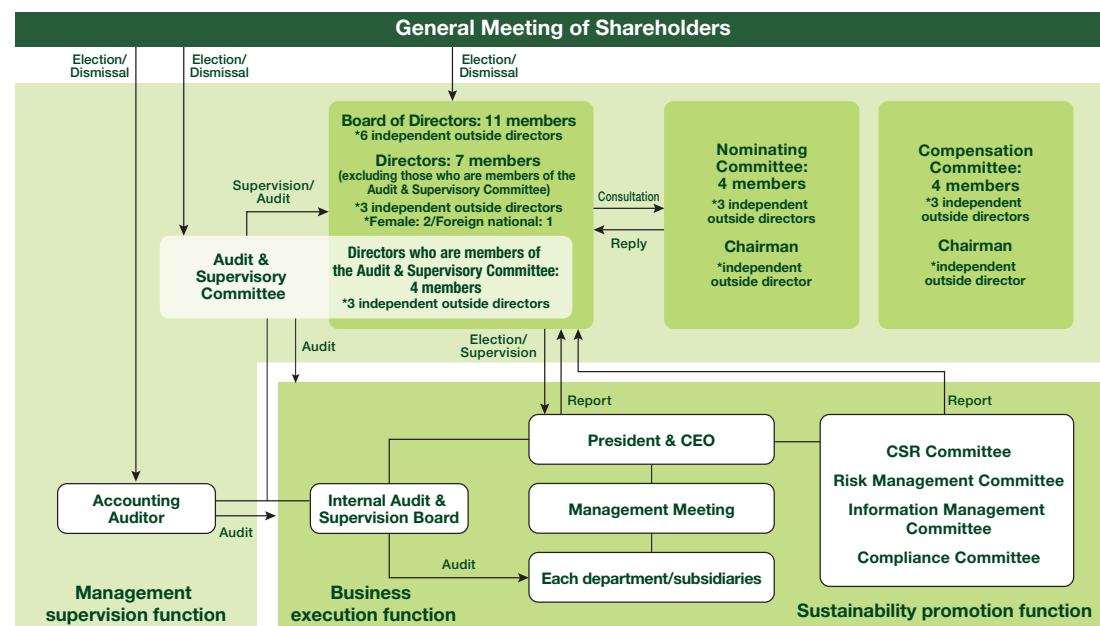 General Meeting of Shareholders
Election/
Dismissal
Election/
Dismissal
Election/
Dismissal
Board of Directors: 11 members
*6 independent outside directors
Directors: 7 members
(excluding those who are members of the
Audit & Supervisory Committee)
*3 independent outside directors
*Female: 2/Foreign national: 1
Supervision/
Audit
Audit &
Supervisory
Committee
Directors who are members of
the Audit & Supervisory Committee:
4 members
*3 independent outside directors
Consultation
Reply
Nominating
Committee:
4 members
*3 independent
outside directors
Chairman
*independent
outside director
Compensation
Committee:
4 members
*3 independent
outside directors
Chairman
*independent
outside director
Audit
Election/
Supervision
Report
Report
President & CEO
CSR Committee
Risk Management Committee
Information Management
Committee
Compliance Committee
Accounting
Auditor
Audit
Internal Audit &
Supervision Board
Management Meeting
Audit
Each department/subsidiaries
Management
supervision function
Business
execution function
Sustainability promotion function